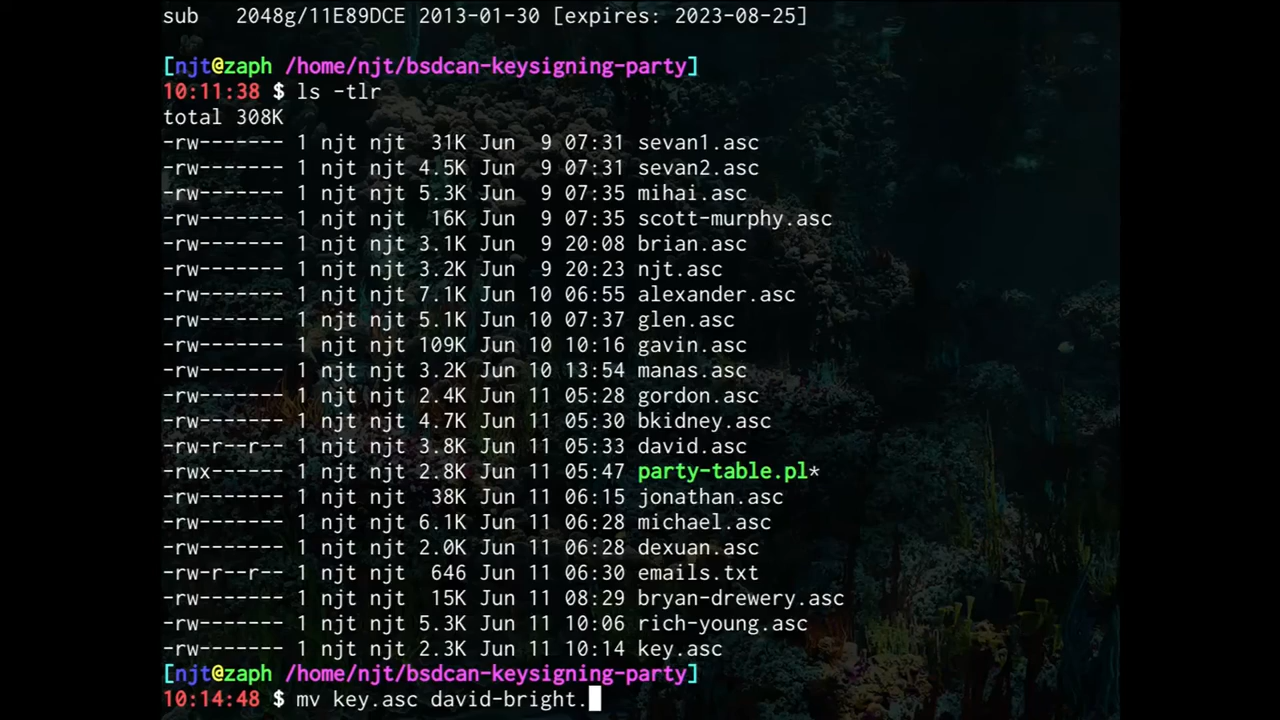 sub   2048g/11E89DCE 2013-01-30 [expires: 2023-08-25]
[njt@zaph /home/njt/bsdcan-keysigning-party]
10:11:38 $ ls -tlr
total 308K
-rw------- 1 njt njt  31K Jun  9 07:31 sevan1.asc
-rw------- 1 njt njt 4.5K Jun  9 07:31 sevan2.asc
-rw------- 1 njt njt 5.3K Jun  9 07:35 mihai.asc
-rw------- 1 njt njt  16K Jun  9 07:35 scott-murphy.asc
-rw------- 1 njt njt 3.1K Jun  9 20:08 brian.asc
-rw------- 1 njt njt 3.2K Jun  9 20:23 njt.asc
-rw------- 1 njt njt 7.1K Jun 10 06:55 alexander.asc
-rw------- 1 njt njt 5.1K Jun 10 07:37 glen.asc
-rw------- 1 njt njt 109K Jun 10 10:16 gavin.asc
-rw------- 1 njt njt 3.2K Jun 10 13:54 manas.asc
-rw------- 1 njt njt 2.4K Jun 11 05:28 gordon.asc
-rw------- 1 njt njt 4.7K Jun 11 05:30 bkidney.asc
-rw-r--r-- 1 njt njt 3.8K Jun 11 05:33 david.asc
-rwx------ 1 njt njt 2.8K Jun 11 05:47 party-table.pl*
-rw------- 1 njt njt  38K Jun 11 06:15 jonathan.asc
-rw------- 1 njt njt 6.1K Jun 11 06:28 michael.asc
-rw------- 1 njt njt 2.0K Jun 11 06:28 dexuan.asc
-rw-r--r-- 1 njt njt  646 Jun 11 06:30 emails.txt
-rw------- 1 njt njt  15K Jun 11 08:29 bryan-drewery.asc
-rw------- 1 njt njt 5.3K Jun 11 10:06 rich-young.asc
-rw------- 1 njt njt 2.3K Jun 11 10:14 key.asc
[njt@zaph /home/njt/bsdcan-keysigning-party]
10:14:48 $ mv key.asc david-bright.